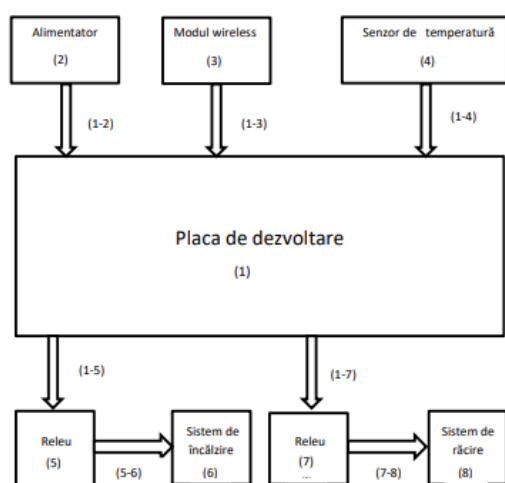 Alimentator
(2)
Modul wireless
(3)
Senzor de temperatură
(4)
(1-2)
(1-3)
(1-4)
Placa de dezvoltare
(1)
(1-5)
(1-7)
Releu
(5)
(5-6)
Sistem de
încălzire
(6)
Releu
(7)
...
(7-8)
Sistem de
răcire
(8)